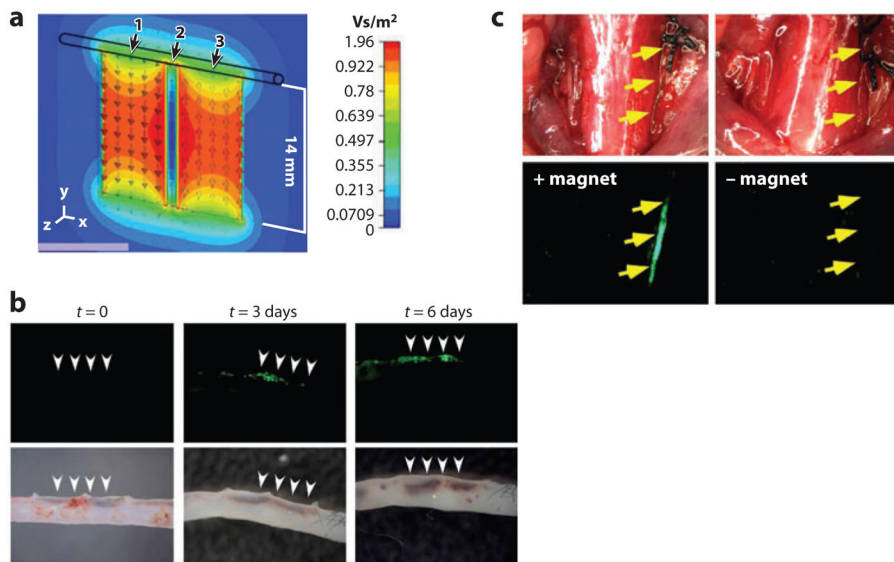 a
1
2
3
14 mm
y
z
x
Vs/m²
1.96
0.922
0.78
0.638
0.497
0.355
0.213
0.0709
0
b
t = 0
t = 3 days
t = 6 days
c
+ magnet
– magnet